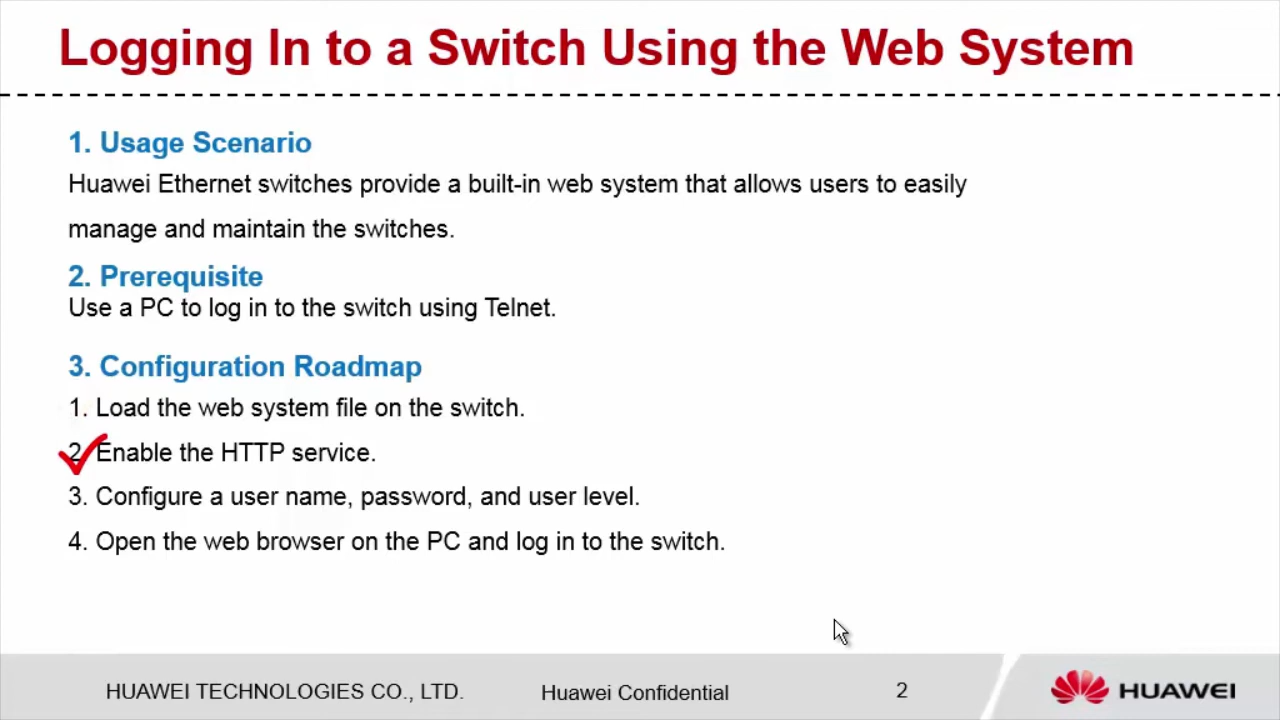 Logging In to a Switch Using the Web System
1. Usage Scenario
Huawei Ethernet switches provide a built-in web system that allows users to easily
manage and maintain the switches.
2. Prerequisite
Use a PC to log in to the switch using Telnet.
3. Configuration Roadmap
1. Load the web system file on the switch.
2. Enable the HTTP service.
3. Configure a user name, password, and user level.
4. Open the web browser on the PC and log in to the switch.
HUAWEI TECHNOLOGIES CO., LTD. Huawei Confidential 2 HUAWEI